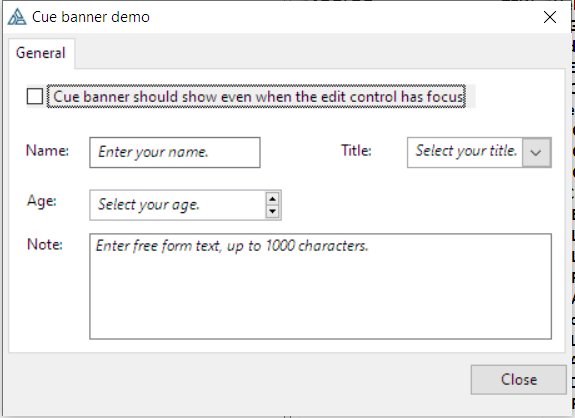 Cue banner demo
General
Cue banner should show even when the edit control has focus
Name: Enter your name. Title: Select your title.
Age: Select your age.
Note: Enter free form text, up to 1000 characters.
Close